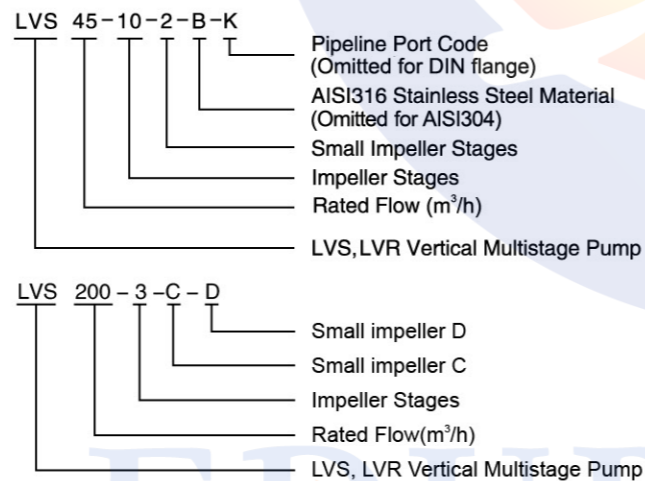 LVS 45-10-2-B-K
Pipeline Port Code
(Omitted for DIN flange)
AISI316 Stainless Steel Material
(Omitted for AISI304)
Small Impeller Stages
Impeller Stages
Rated Flow (m³/h)
LVS,LVR Vertical Multistage Pump
LVS 200-3-C-D
Small impeller D
Small impeller C
Impeller Stages
Rated Flow(m³/h)
LVS, LVR Vertical Multistage Pump